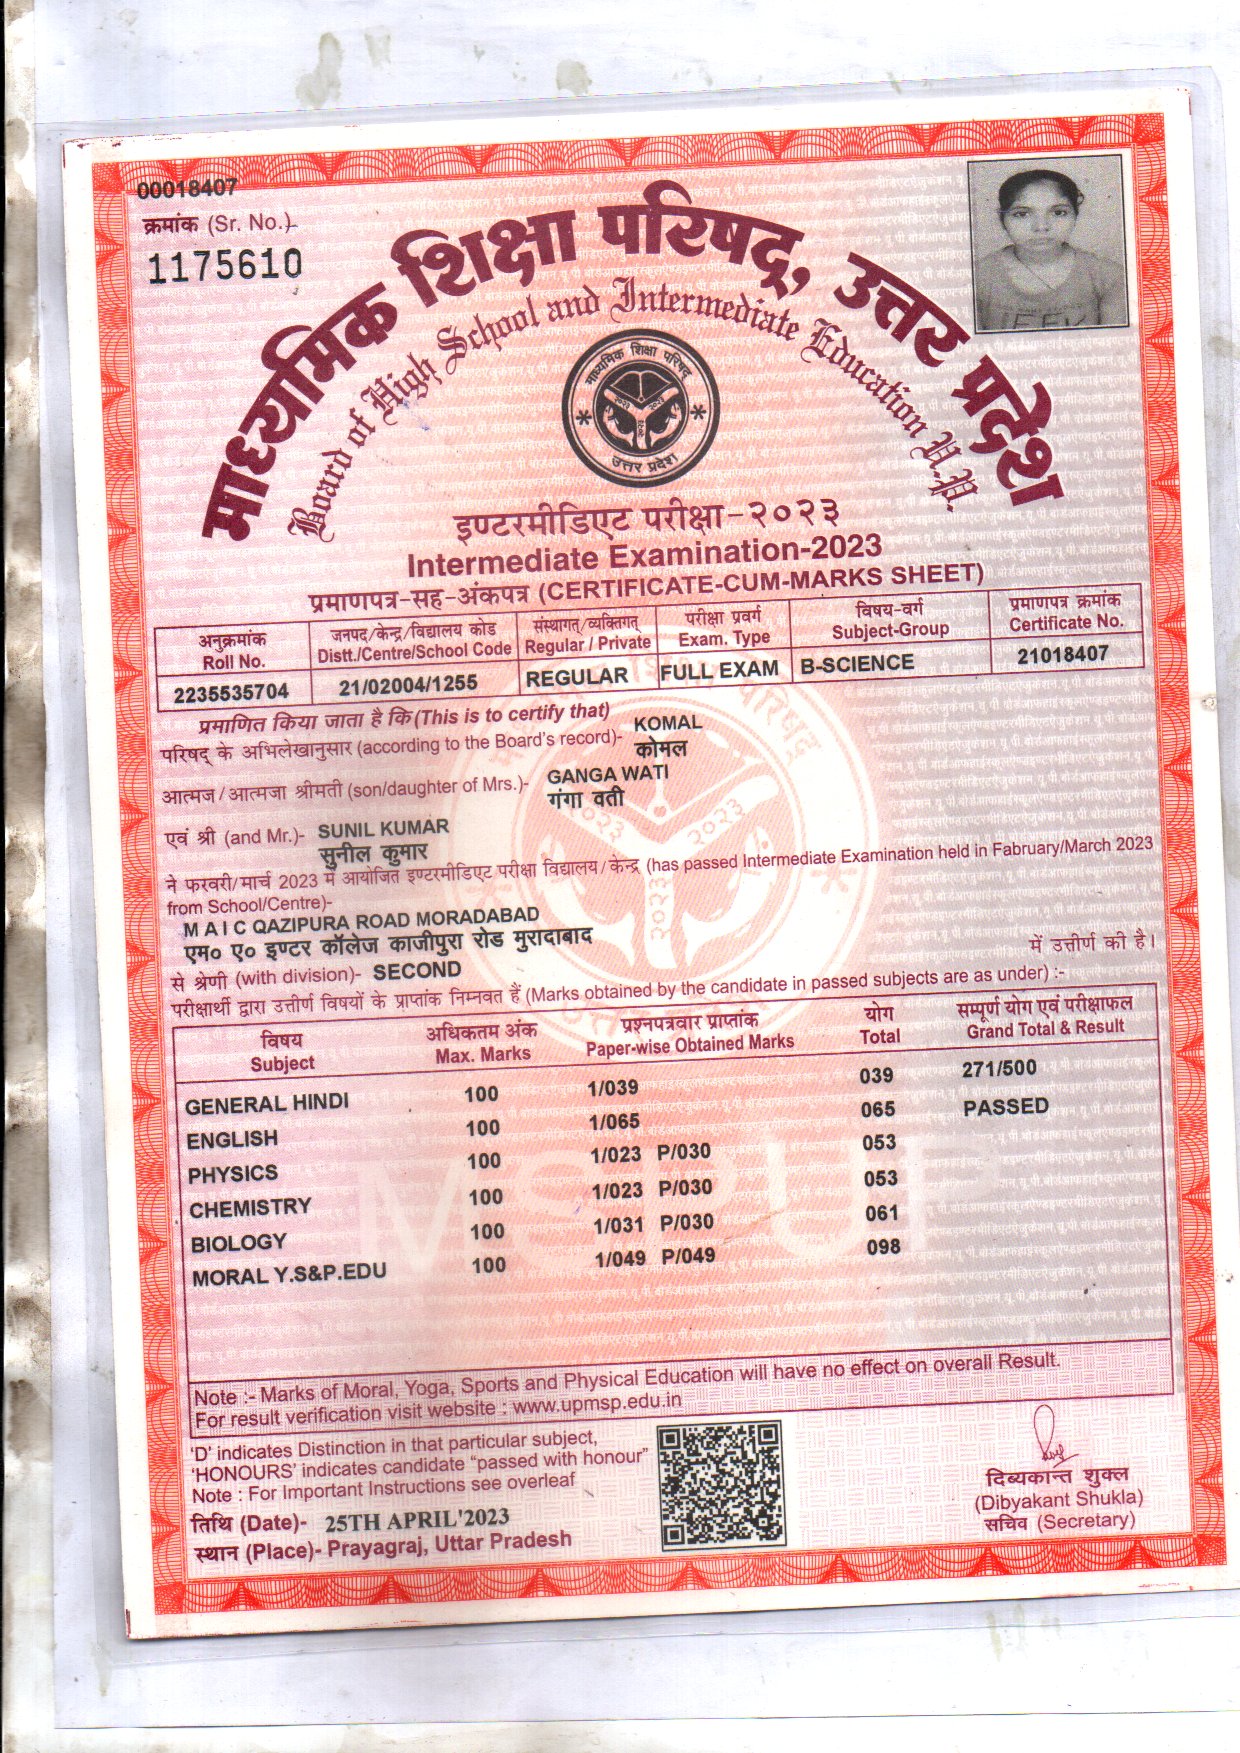 00018407
क्रमांक (Sr. No.)-
1175610
माध्यमिक शिक्षा परिषद्, उत्तर प्रदेश
Board of High School and Intermediate Education U.P.
माध्यमिक शिक्षा परिषद्
२०२३ २०२३
२०२३
उत्तर प्रदेश
इण्टरमीडिएट परीक्षा-२०२३
Intermediate Examination-2023
प्रमाणपत्र-सह-अंकपत्र (CERTIFICATE-CUM-MARKS SHEET)
अनुक्रमांक जनपद/केन्द्र/विद्यालय कोड संस्थागत्/व्यक्तिगत् परीक्षा प्रवर्ग विषय-वर्ग प्रमाणपत्र क्रमांक
Roll No. Distt./Centre/School Code Regular / Private Exam. Type Subject-Group Certificate No.
2235535704 21/02004/1255 REGULAR FULL EXAM B-SCIENCE 21018407
प्रमाणित किया जाता है कि (This is to certify that)
परिषद् के अभिलेखानुसार (according to the Board's record)- KOMAL
कोमल
आत्मज/आत्मजा श्रीमती (son/daughter of Mrs.)- GANGA WATI
गंगा वती
एवं श्री (and Mr.)- SUNIL KUMAR
सुनील कुमार
ने फरवरी/मार्च 2023 में आयोजित इण्टरमीडिएट परीक्षा विद्यालय/केन्द्र (has passed Intermediate Examination held in Fabruary/March 2023
from School/Centre)-
M A I C QAZIPURA ROAD MORADABAD
एम० ए० इण्टर कॉलेज काजीपुरा रोड मुरादाबाद में उत्तीर्ण की है।
से श्रेणी (with division)- SECOND
परीक्षार्थी द्वारा उत्तीर्ण विषयों के प्राप्तांक निम्नवत हैं (Marks obtained by the candidate in passed subjects are as under) :-
विषय अधिकतम अंक प्रश्नपत्रवार प्राप्तांक योग सम्पूर्ण योग एवं परीक्षाफल
Subject Max. Marks Paper-wise Obtained Marks Total Grand Total & Result
GENERAL HINDI 100 1/039 039 271/500
ENGLISH 100 1/065 065 PASSED
PHYSICS 100 1/023 P/030 053
CHEMISTRY 100 1/023 P/030 053
BIOLOGY 100 1/031 P/030 061
MORAL Y.S&P.EDU 100 1/049 P/049 098
Note :- Marks of Moral, Yoga, Sports and Physical Education will have no effect on overall Result.
For result verification visit website : www.upmsp.edu.in
'D' indicates Distinction in that particular subject,
'HONOURS' indicates candidate "passed with honour"
Note : For Important Instructions see overleaf
तिथि (Date)- 25TH APRIL'2023
स्थान (Place)- Prayagraj, Uttar Pradesh
दिब्यकान्त शुक्ल
(Dibyakant Shukla)
सचिव (Secretary)